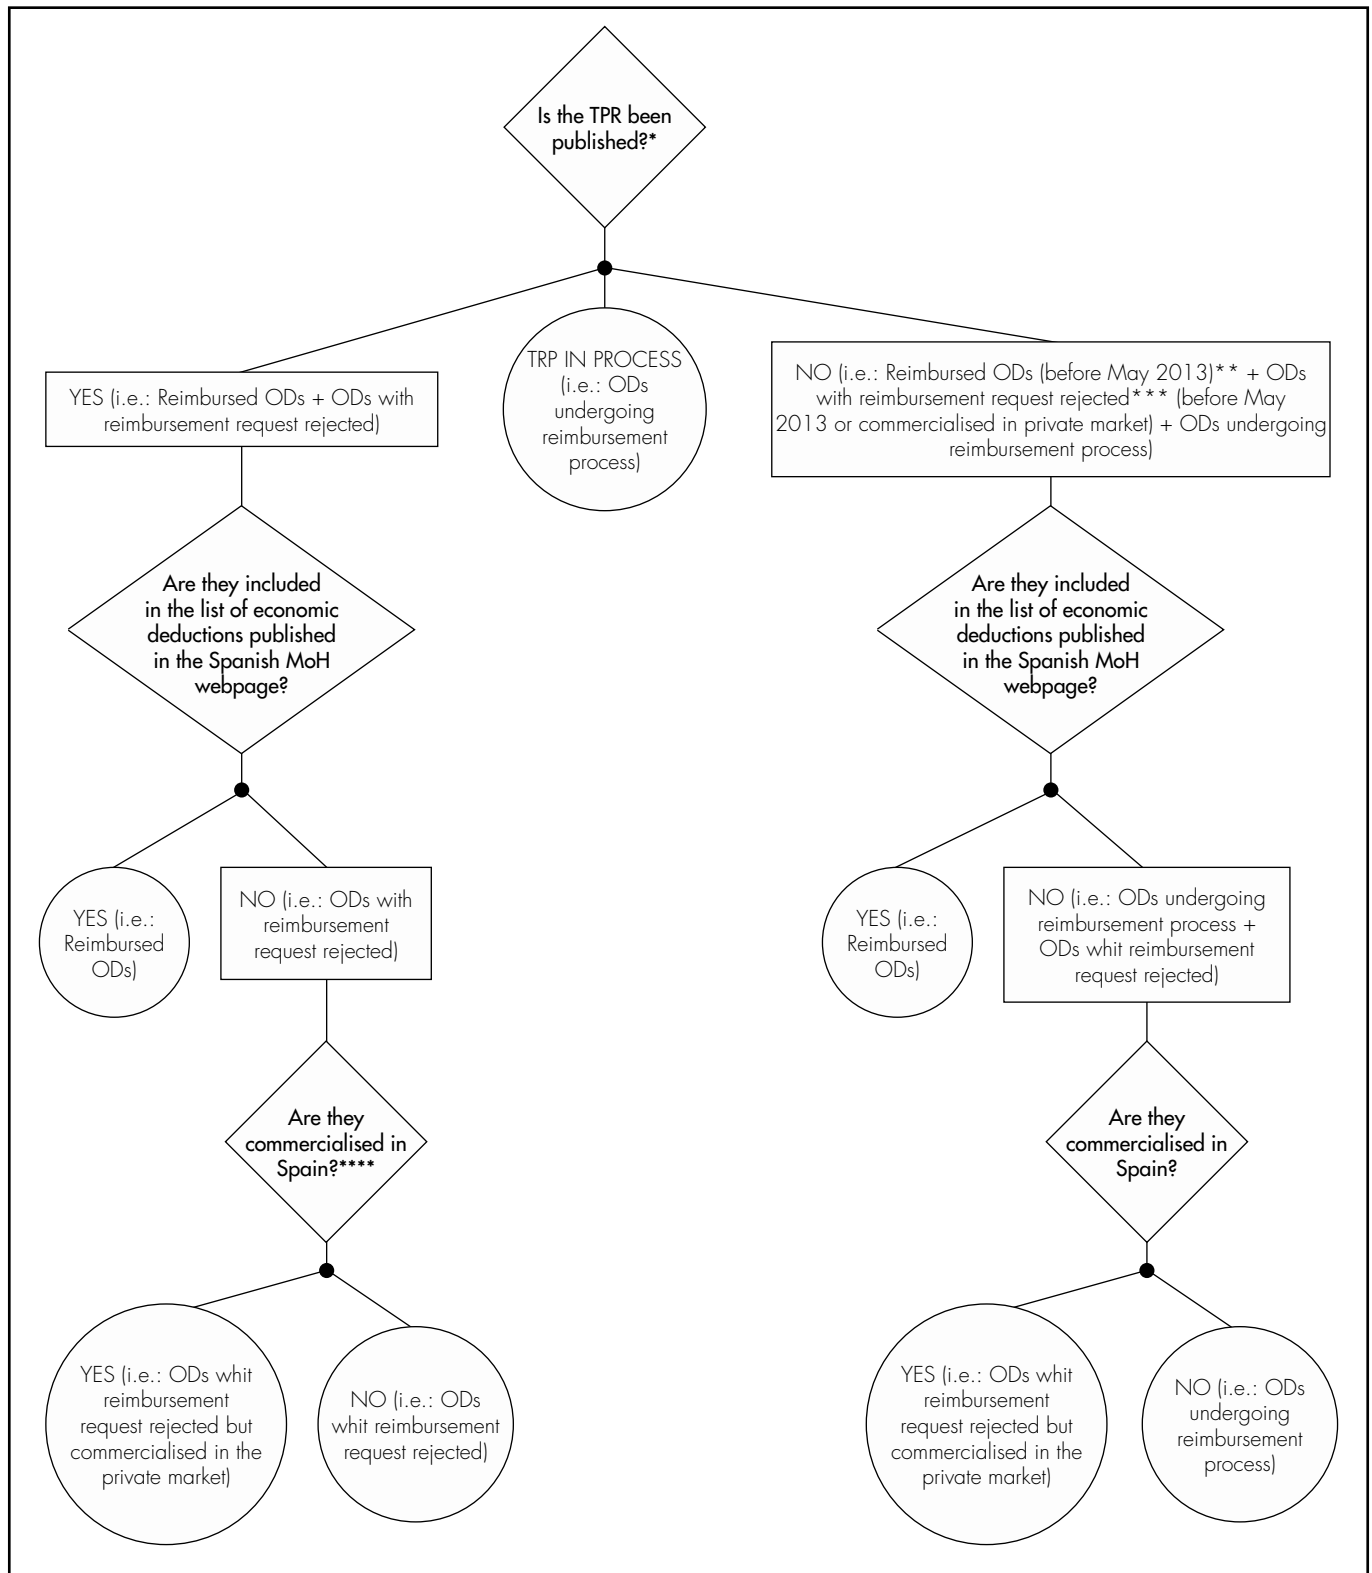 Is the TPR been
published?*
YES (i.e.: Reimbursed ODs + ODs with
reimbursement request rejected)
TRP IN PROCESS
(i.e.: ODs
undergoing
reimbursement
process)
NO (i.e.: Reimbursed ODs (before May 2013)** + ODs
with reimbursement request rejected*** (before May
2013 or commercialised in private market) + ODs undergoing
reimbursement process)
Are they included
in the list of economic
deductions published
in the Spanish MoH
webpage?
Are they included
in the list of economic
deductions published
in the Spanish MoH
webpage?
YES (i.e.:
Reimbursed
ODs)
NO (i.e.: ODs with
reimbursement
request rejected)
YES (i.e.:
Reimbursed
ODs)
NO (i.e.: ODs undergoing
reimbursement process +
ODs whit reimbursement
request rejected)
Are they
commercialised in
Spain?****
Are they
commercialised in
Spain?
YES (i.e.: ODs whit
reimbursement
request rejected but
commercialised in the
private market)
NO (i.e.: ODs
whit reimbursement
request rejected)
YES (i.e.: ODs whit
reimbursement
request rejected but
commercialised in the
private market)
NO (i.e.: ODs
undergoing
reimbursement
process)